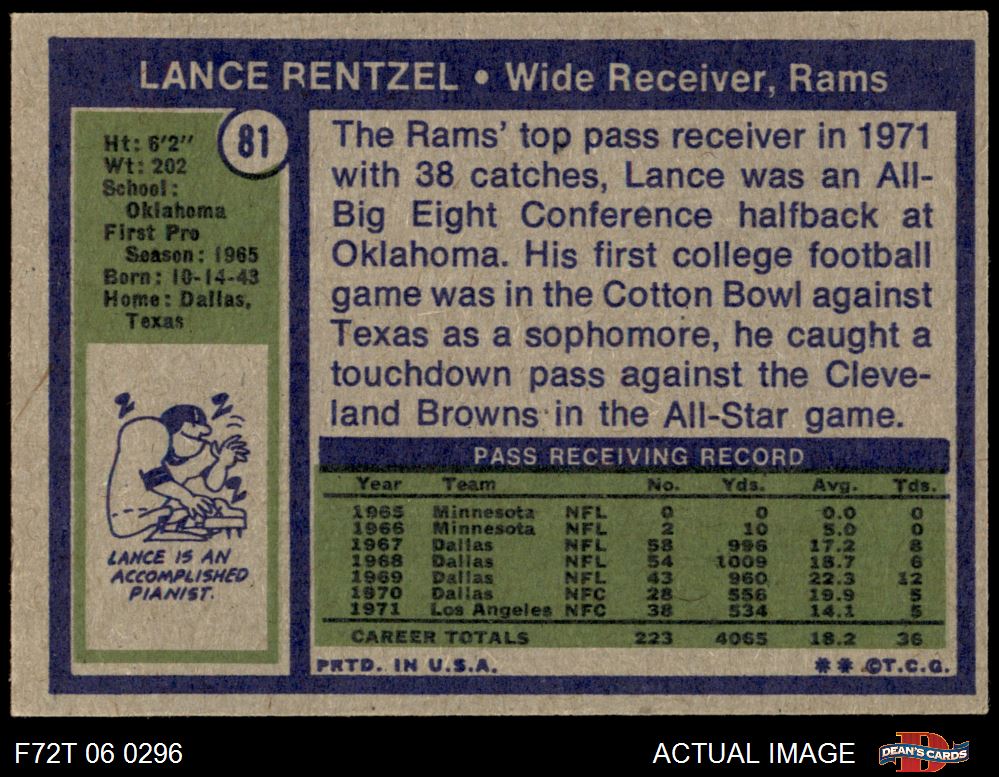 LANCE RENTZEL • Wide Receiver, Rams
81
Ht: 6'2"
Wt: 202
School:
Oklahoma
First Pro
Season: 1965
Born: 10-14-43
Home: Dallas,
Texas
LANCE IS AN
ACCOMPLISHED
PIANIST.
The Rams' top pass receiver in 1971
with 38 catches, Lance was an All-
Big Eight Conference halfback at
Oklahoma. His first college football
game was in the Cotton Bowl against
Texas as a sophomore, he caught a
touchdown pass against the Cleve-
land Browns in the All-Star game.
PASS RECEIVING RECORD
Year Team No. Yds. Avg. Tds.
1965 Minnesota NFL 0 0 0.0 0
1966 Minnesota NFL 2 10 5.0 0
1967 Dallas NFL 58 996 17.2 8
1968 Dallas NFL 54 1009 18.7 6
1969 Dallas NFL 43 960 22.3 12
1970 Dallas NFC 28 556 19.9 5
1971 Los Angeles NFC 38 534 14.1 5
CAREER TOTALS 223 4065 18.2 36
PRTD. IN U.S.A. ** ©T.C.G.
F72T 06 0296 ACTUAL IMAGE DEAN'S CARDS